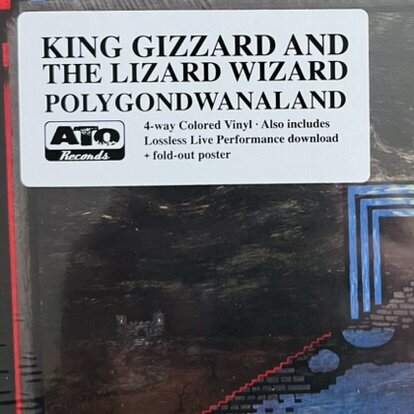 KING GIZZARD AND
THE LIZARD WIZARD
POLYGONDWANALAND
ATO
Records
4-way Colored Vinyl · Also includes
Lossless Live Performance download
+ fold-out poster